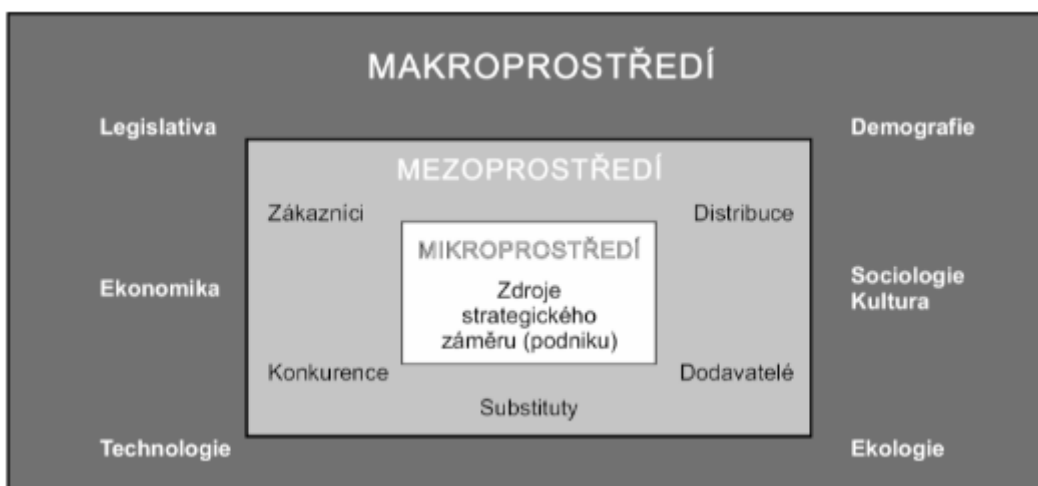 MAKROPROSTŘEDÍ
Legislativa
Demografie
MEZOPROSTŘEDÍ
Zákazníci
Distribuce
MIKROPROSTŘEDÍ
Zdroje
strategického
záměru (podniku)
Ekonomika
Sociologie
Kultura
Konkurence
Dodavatelé
Substituty
Technologie
Ekologie